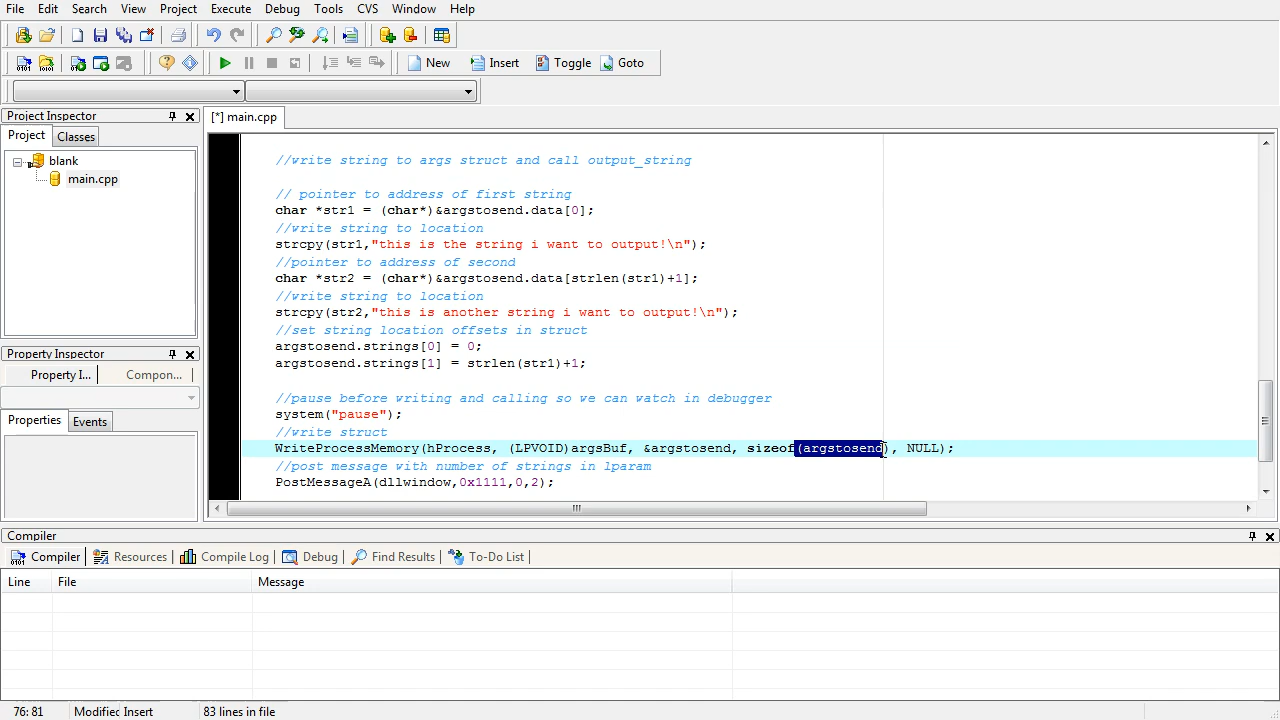 File Edit Search View Project Execute Debug Tools CVS Window Help
New Insert Toggle Goto
Project Inspector
Project Classes
blank
main.cpp
Property Inspector
Property I... Compon...
Properties Events
[*] main.cpp
//write string to args struct and call output_string
// pointer to address of first string
char *str1 = (char*)&argstosend.data[0];
//write string to location
strcpy(str1,"this is the string i want to output!\n");
//pointer to address of second
char *str2 = (char*)&argstosend.data[strlen(str1)+1];
//write string to location
strcpy(str2,"this is another string i want to output!\n");
//set string location offsets in struct
argstosend.strings[0] = 0;
argstosend.strings[1] = strlen(str1)+1;
//pause before writing and calling so we can watch in debugger
system("pause");
//write struct
WriteProcessMemory(hProcess, (LPVOID)argsBuf, &argstosend, sizeof(argstosend), NULL);
//post message with number of strings in lparam
PostMessageA(dllwindow,0x1111,0,2);
Compiler
Compiler Resources Compile Log Debug Find Results To-Do List
Line File Message
76: 81 Modified Insert 83 lines in file